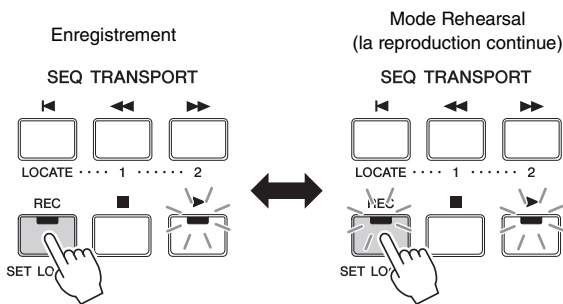 Enregistrement
SEQ TRANSPORT
LOCATE ···· 1 ······ 2
REC
SET LO
Mode Rehearsal
(la reproduction continue)
SEQ TRANSPORT
LOCATE ···· 1 ······ 2
REC
SET LO